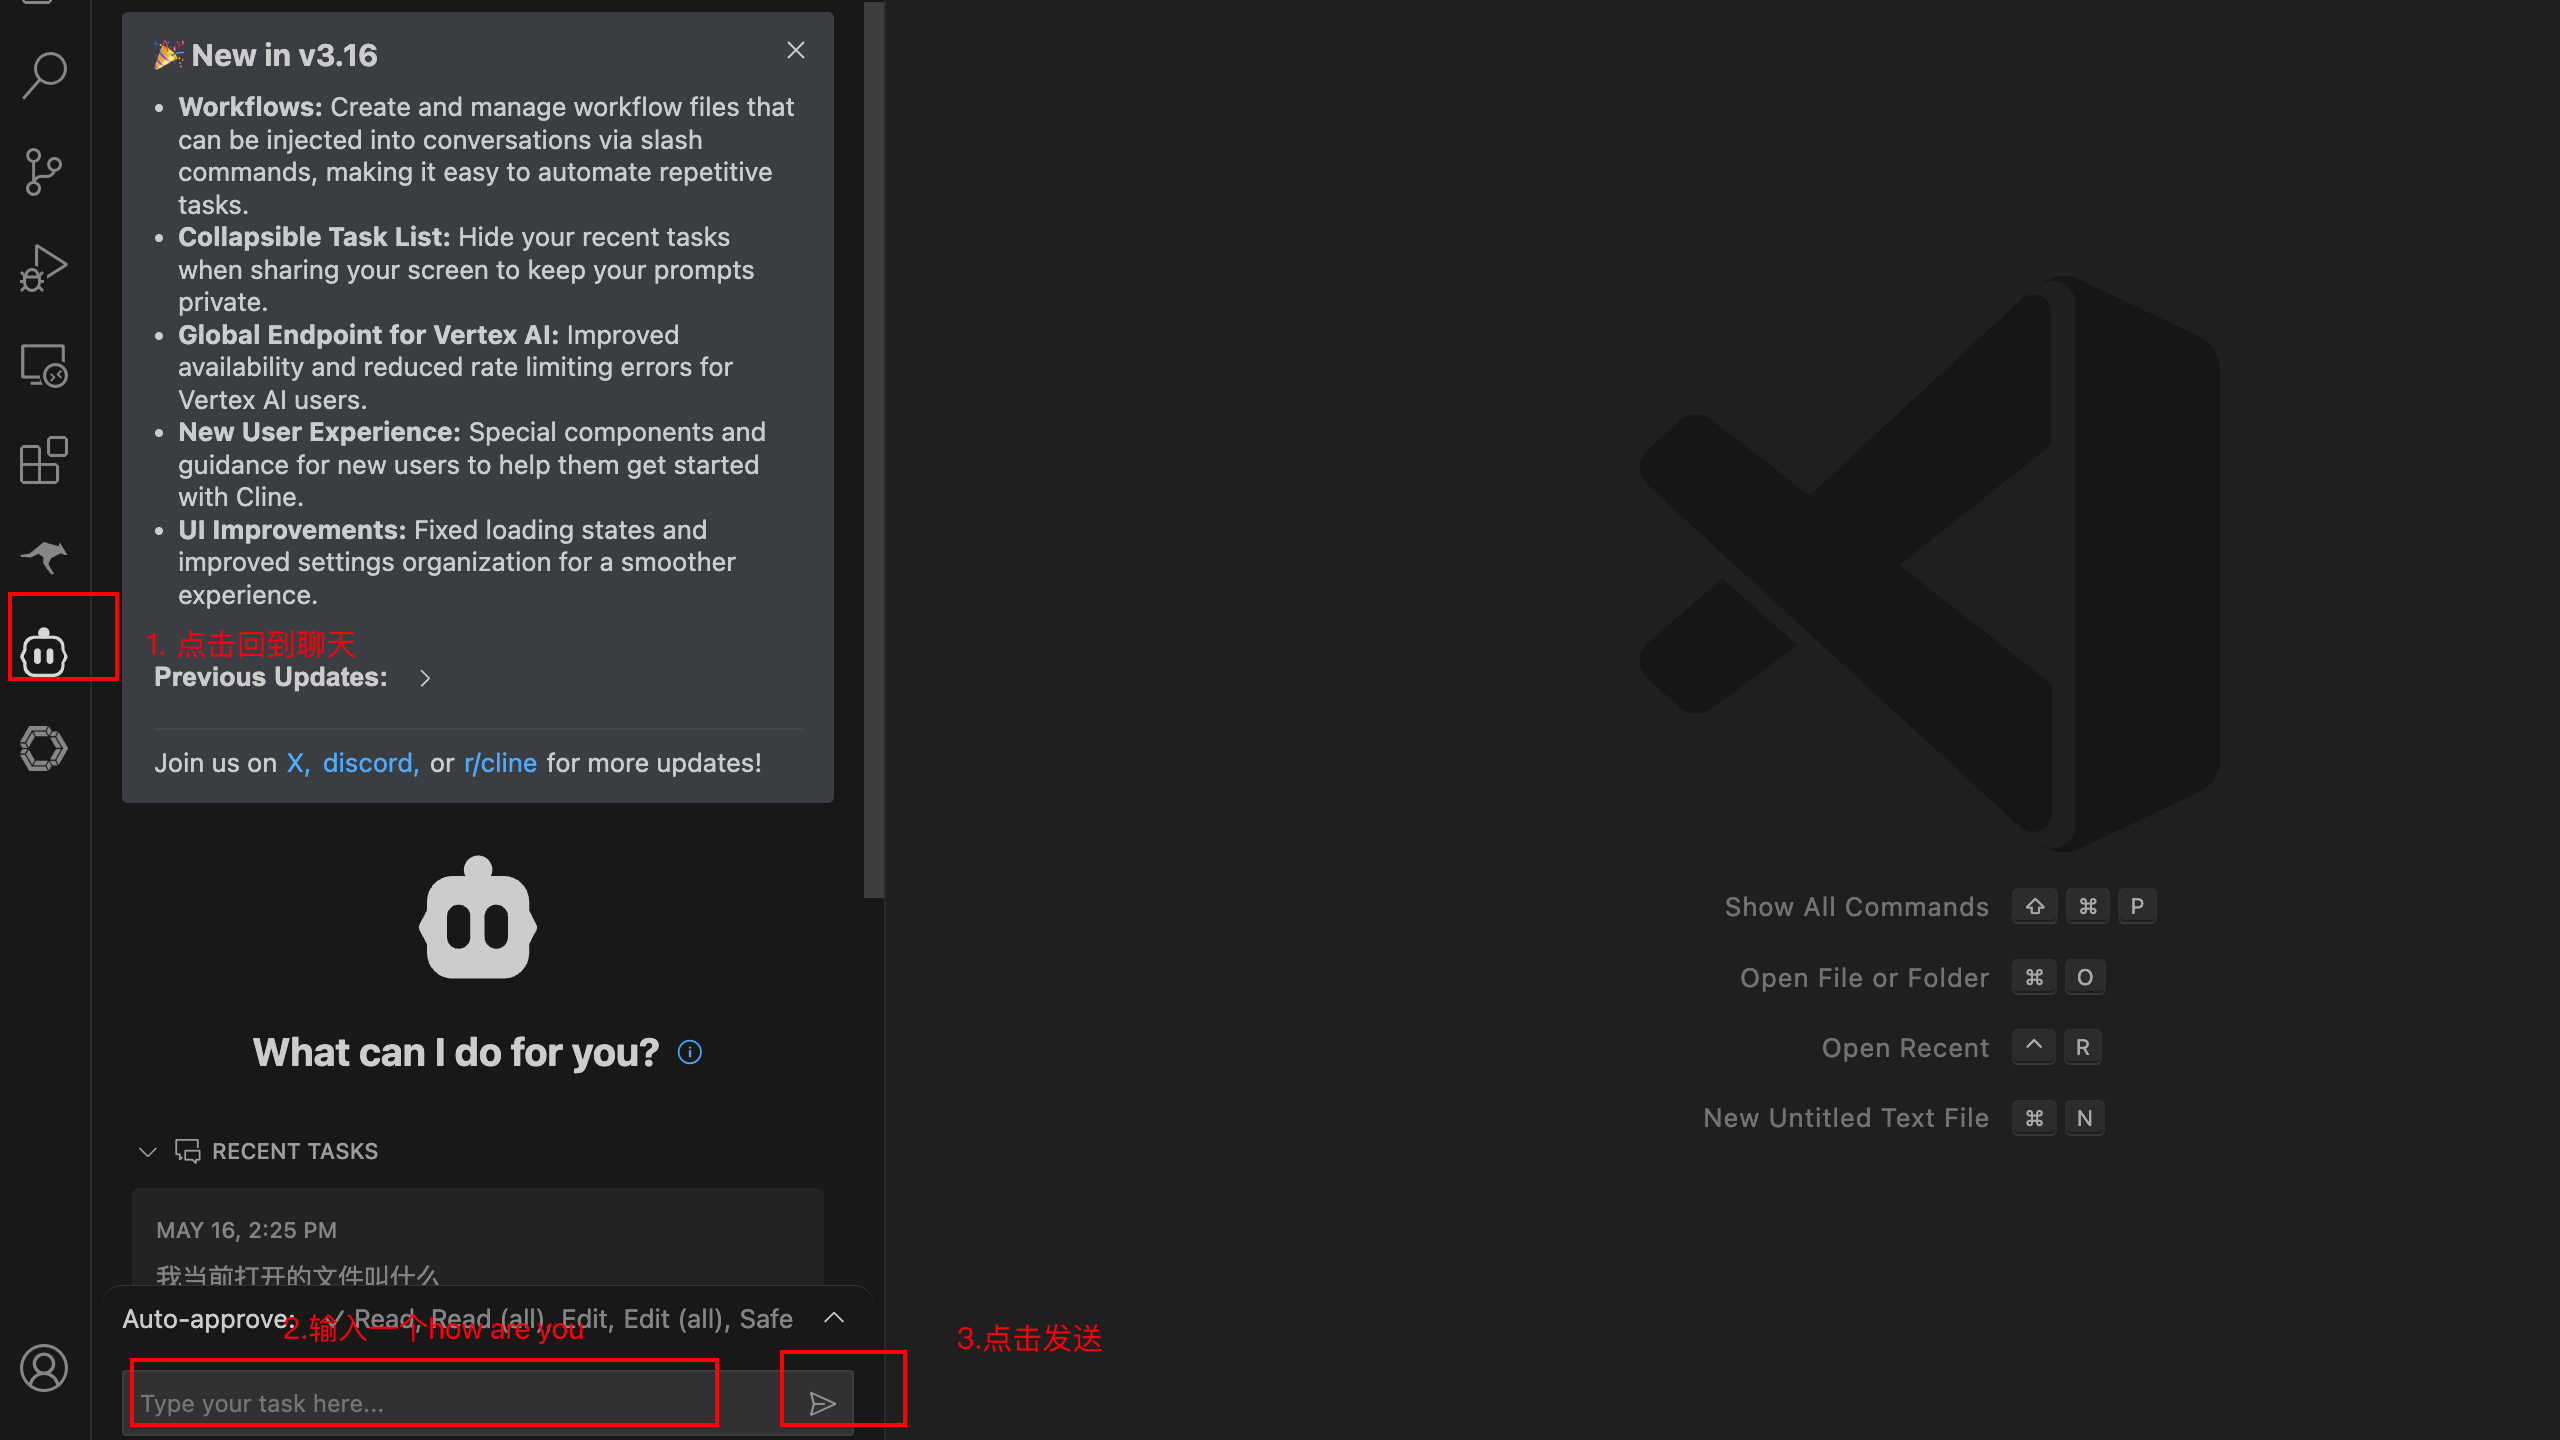 New in v3.16
• Workflows: Create and manage workflow files that
can be injected into conversations via slash
commands, making it easy to automate repetitive
tasks.
• Collapsible Task List: Hide your recent tasks
when sharing your screen to keep your prompts
private.
• Global Endpoint for Vertex AI: Improved
availability and reduced rate limiting errors for
Vertex AI users.
• New User Experience: Special components and
guidance for new users to help them get started
with Cline.
• UI Improvements: Fixed loading states and
improved settings organization for a smoother
experience.
1. 点击回到聊天
Previous Updates:
Join us on X, discord, or r/cline for more updates!
What can I do for you?
RECENT TASKS
MAY 16, 2:25 PM
我当前打开的文件叫什么
Auto-approve: Read, Read (all), Edit, Edit (all), Safe
2.输入一个how are you
Type your task here...
3.点击发送
Show All Commands ⇧ ⌘ P
Open File or Folder ⌘ O
Open Recent ⌃ R
New Untitled Text File ⌘ N